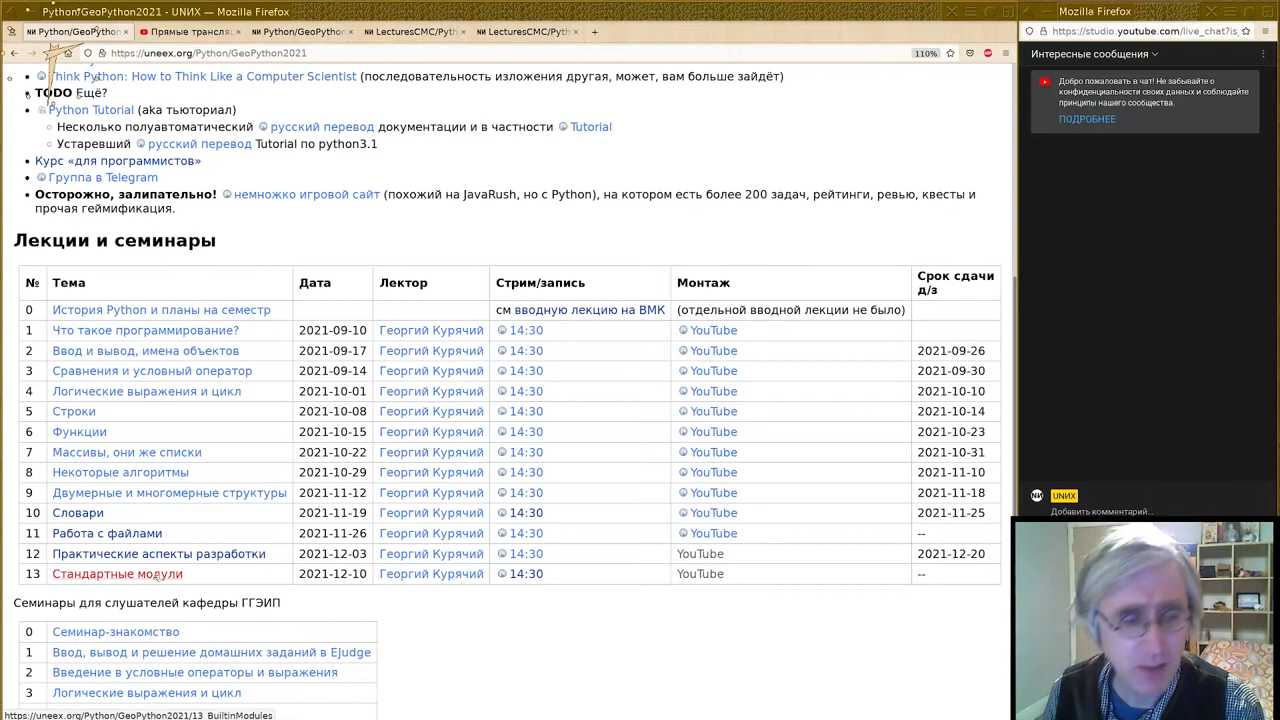 Python/GeoPython2021 - UNИX — Mozilla Firefox
Mozilla Firefox
Python/GeoPython
Прямые трансля
Python/GeoPython
LecturesCMC/Pyth
LecturesCMC/Pyth
https://uneex.org/Python/GeoPython2021
110%
https://studio.youtube.com/live_chat?is_
Интересные сообщения
Добро пожаловать в чат! Не забывайте о
конфиденциальности своих данных и соблюдайте
принципы нашего сообщества.
ПОДРОБНЕЕ
Think Python: How to Think Like a Computer Scientist (последовательность изложения другая, может, вам больше зайдёт)
TODO Ещё?
Python Tutorial (aka тьюториал)
Несколько полуавтоматический русский перевод документации и в частности Tutorial
Устаревший русский перевод Tutorial по python3.1
Курс «для программистов»
Группа в Telegram
Осторожно, залипательно! немножко игровой сайт (похожий на JavaRush, но с Python), на котором есть более 200 задач, рейтинги, ревью, квесты и
прочая геймификация.
Лекции и семинары
№ Тема Дата Лектор Стрим/запись Монтаж Срок сдачи д/з
0 История Python и планы на семестр см вводную лекцию на ВМК (отдельной вводной лекции не было)
1 Что такое программирование? 2021-09-10 Георгий Курячий 14:30 YouTube
2 Ввод и вывод, имена объектов 2021-09-17 Георгий Курячий 14:30 YouTube 2021-09-26
3 Сравнения и условный оператор 2021-09-14 Георгий Курячий 14:30 YouTube 2021-09-30
4 Логические выражения и цикл 2021-10-01 Георгий Курячий 14:30 YouTube 2021-10-10
5 Строки 2021-10-08 Георгий Курячий 14:30 YouTube 2021-10-14
6 Функции 2021-10-15 Георгий Курячий 14:30 YouTube 2021-10-23
7 Массивы, они же списки 2021-10-22 Георгий Курячий 14:30 YouTube 2021-10-31
8 Некоторые алгоритмы 2021-10-29 Георгий Курячий 14:30 YouTube 2021-11-10
9 Двумерные и многомерные структуры 2021-11-12 Георгий Курячий 14:30 YouTube 2021-11-18
10 Словари 2021-11-19 Георгий Курячий 14:30 YouTube 2021-11-25
11 Работа с файлами 2021-11-26 Георгий Курячий 14:30 YouTube --
12 Практические аспекты разработки 2021-12-03 Георгий Курячий 14:30 YouTube 2021-12-20
13 Стандартные модули 2021-12-10 Георгий Курячий 14:30 YouTube --
Семинары для слушателей кафедры ГГЭИП
0 Семинар-знакомство
1 Ввод, вывод и решение домашних заданий в EJudge
2 Введение в условные операторы и выражения
3 Логические выражения и цикл
https://uneex.org/Python/GeoPython2021/13_BuiltinModules
UNИX
Добавить комментарий...